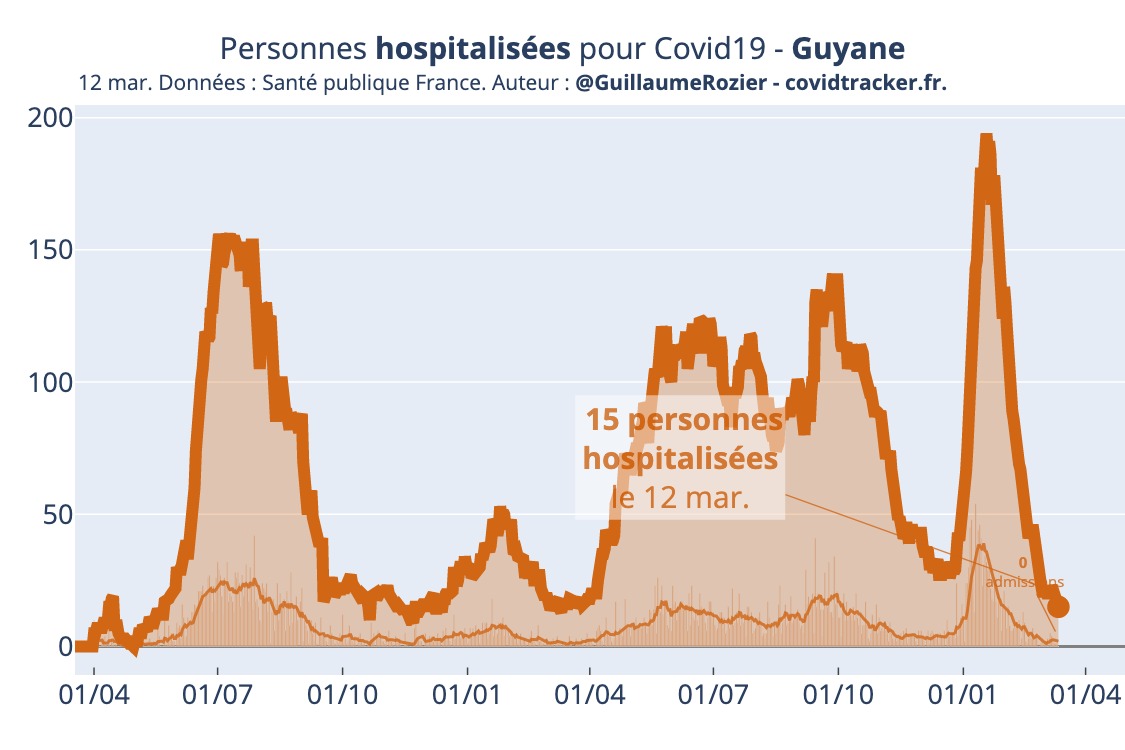 Personnes hospitalisées pour Covid19 - Guyane
12 mar. Données : Santé publique France. Auteur : @GuillaumeRozier - covidtracker.fr.
200
150
100
50
0
15 personnes
hospitalisées
le 12 mar.
0
admissions
01/04 01/07 01/10 01/01 01/04 01/07 01/10 01/01 01/04